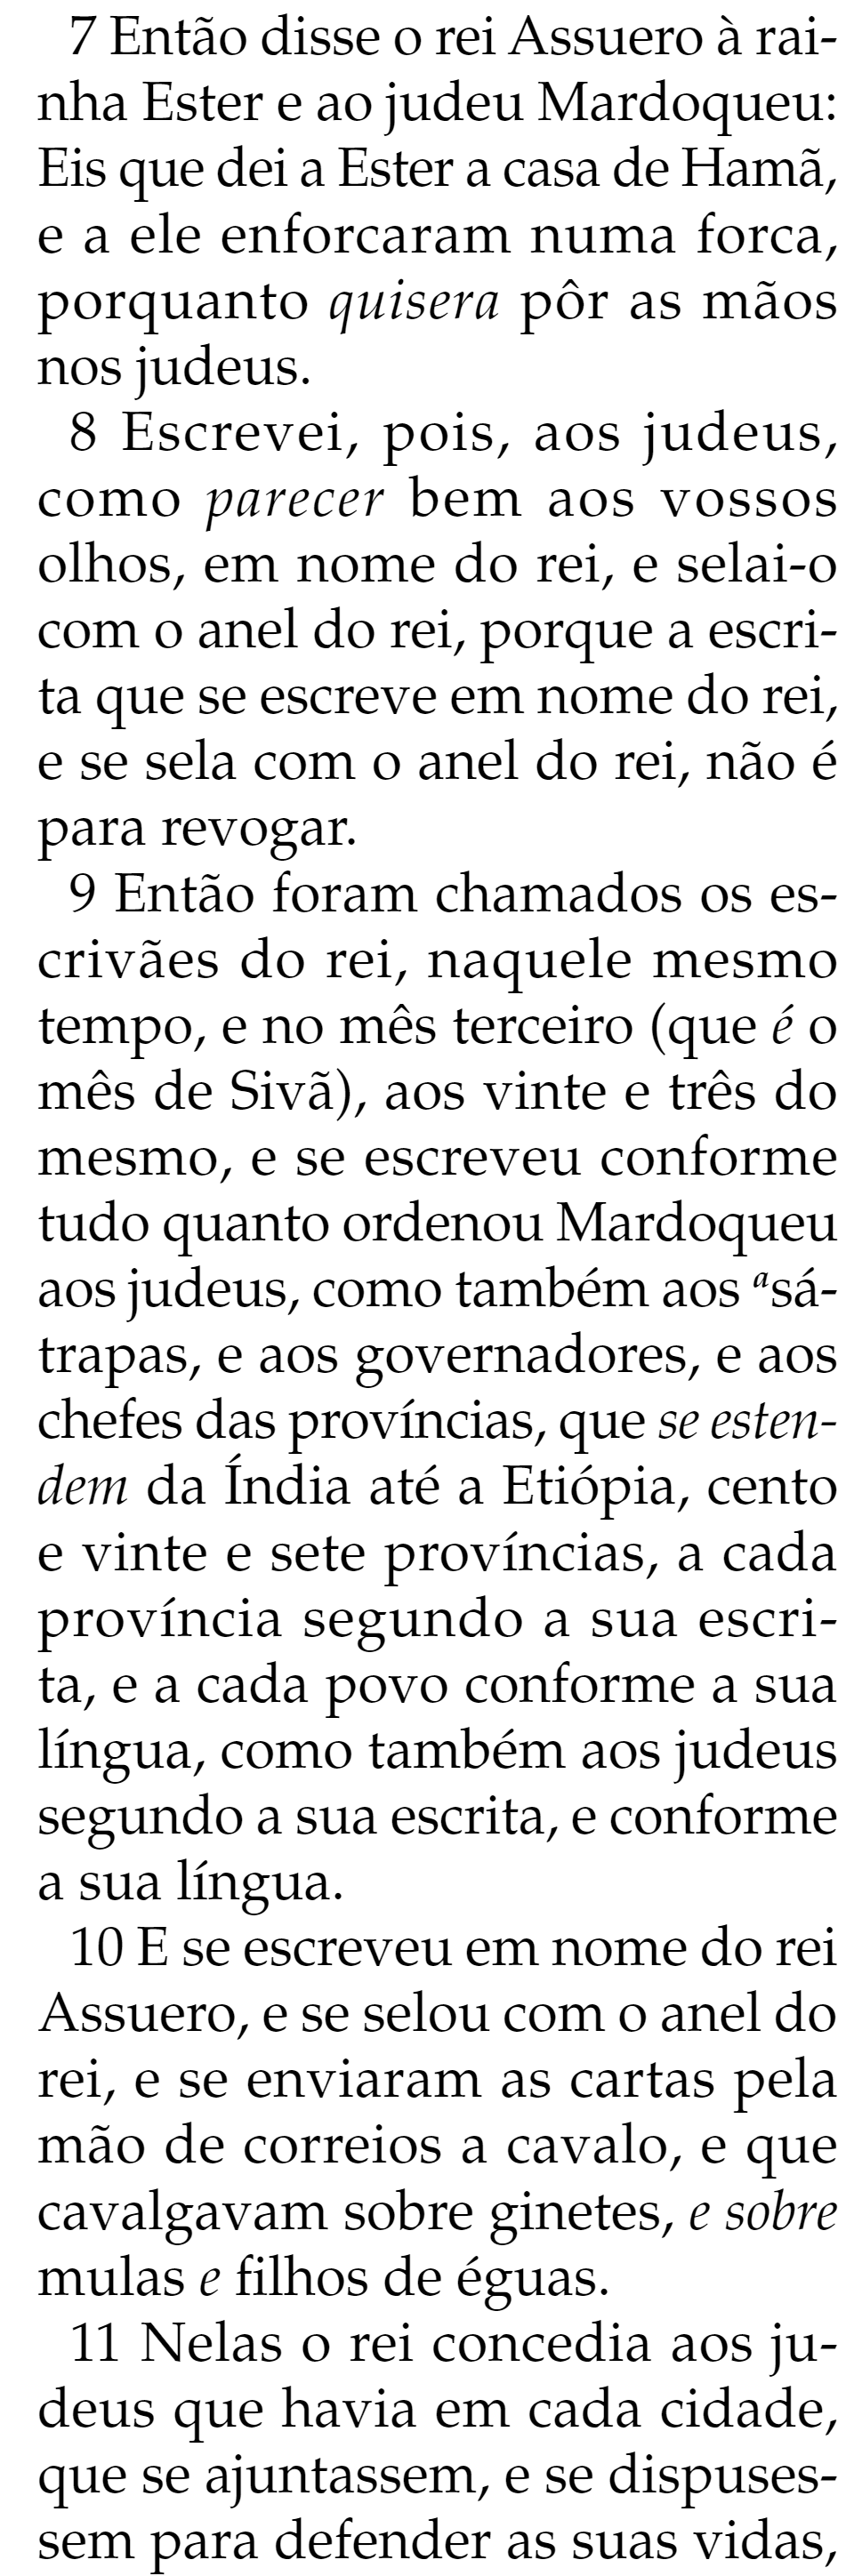 7 Então disse o rei Assuero à rai-
nha Ester e ao judeu Mardoqueu:
Eis que dei a Ester a casa de Hamã,
e a ele enforcaram numa forca,
porquanto quisera pôr as mãos
nos judeus.
8 Escrevei, pois, aos judeus,
como parecer bem aos vossos
olhos, em nome do rei, e selai-o
com o anel do rei, porque a escri-
ta que se escreve em nome do rei,
e se sela com o anel do rei, não é
para revogar.
9 Então foram chamados os es-
crivães do rei, naquele mesmo
tempo, e no mês terceiro (que é o
mês de Sivã), aos vinte e três do
mesmo, e se escreveu conforme
tudo quanto ordenou Mardoqueu
aos judeus, como também aos ᵃsá-
trapas, e aos governadores, e aos
chefes das províncias, que se esten-
dem da Índia até a Etiópia, cento
e vinte e sete províncias, a cada
província segundo a sua escri-
ta, e a cada povo conforme a sua
língua, como também aos judeus
segundo a sua escrita, e conforme
a sua língua.
10 E se escreveu em nome do rei
Assuero, e se selou com o anel do
rei, e se enviaram as cartas pela
mão de correios a cavalo, e que
cavalgavam sobre ginetes, e sobre
mulas e filhos de éguas.
11 Nelas o rei concedia aos ju-
deus que havia em cada cidade,
que se ajuntassem, e se dispuses-
sem para defender as suas vidas,